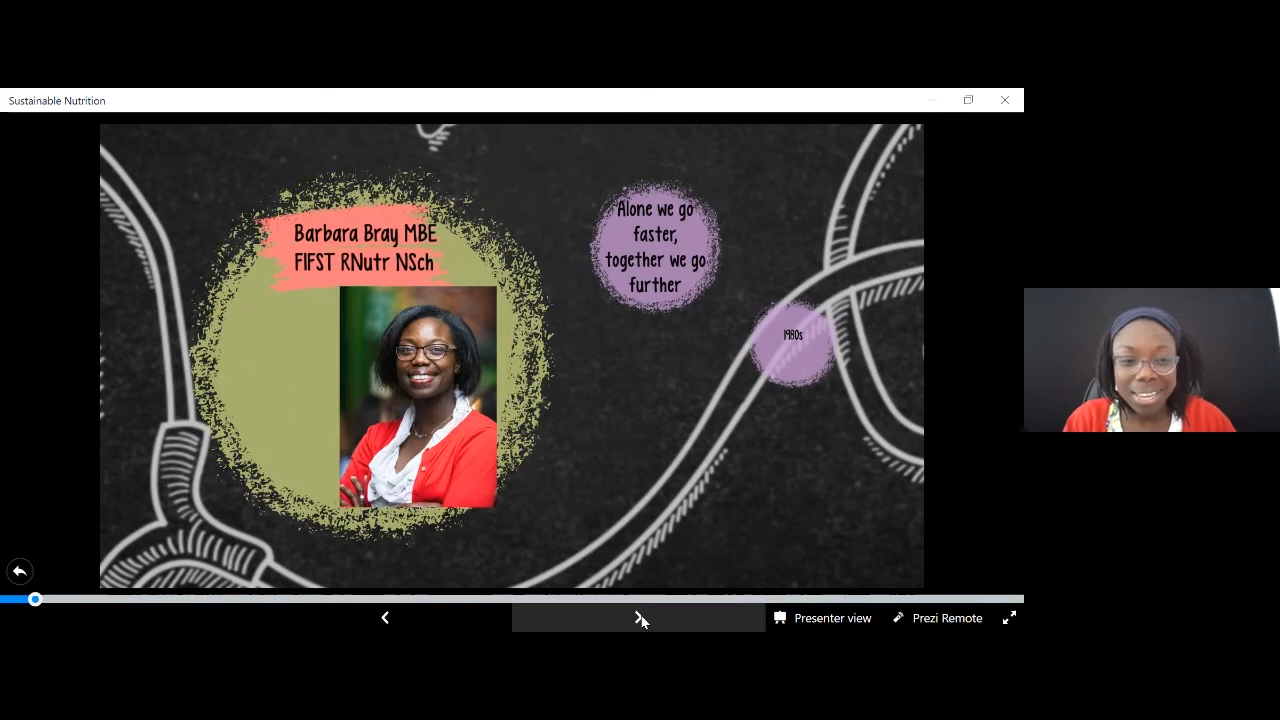 Sustainable Nutrition
Barbara Bray MBE
FIFST RNutr NSch
Alone we go
faster,
together we go
further
1980s
Presenter view
Prezi Remote